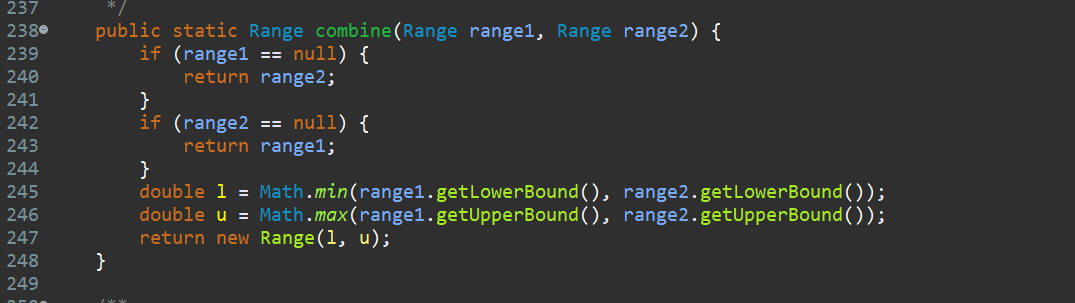 237      */
238    public static Range combine(Range range1, Range range2) {
239        if (range1 == null) {
240            return range2;
241        }
242        if (range2 == null) {
243            return range1;
244        }
245        double l = Math.min(range1.getLowerBound(), range2.getLowerBound());
246        double u = Math.max(range1.getUpperBound(), range2.getUpperBound());
247        return new Range(l, u);
248    }
249
/**